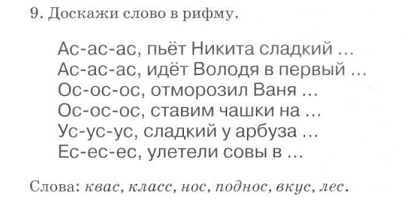 9. Доскажи слово в рифму.
Ас-ас-ас, пьёт Никита сладкий ...
Ас-ас-ас, идёт Володя в первый ...
Ос-ос-ос, отморозил Ваня ...
Ос-ос-ос, ставим чашки на ...
Ус-ус-ус, сладкий у арбуза ...
Ес-ес-ес, улетели совы в ...
Слова: квас, класс, нос, поднос, вкус, лес.